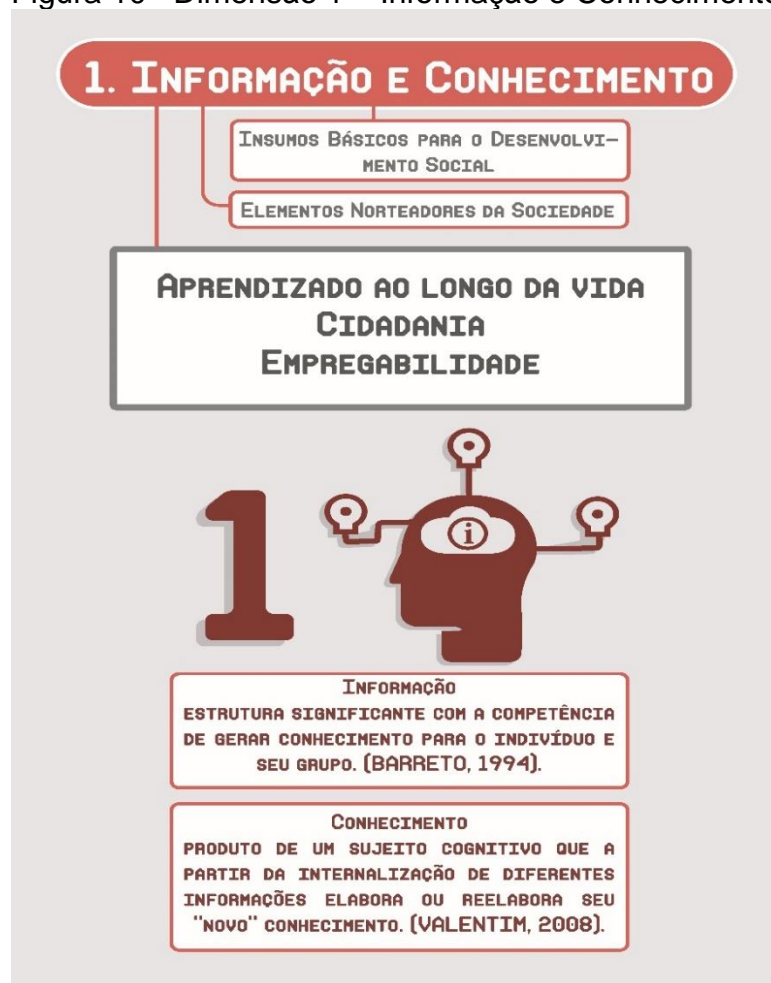 Figura 10 - Dimensão 1 – Informação e Conhecimento
1. INFORMAÇÃO E CONHECIMENTO
INSUMOS BÁSICOS PARA O DESENVOLVI-
MENTO SOCIAL
ELEMENTOS NORTEADORES DA SOCIEDADE
APRENDIZADO AO LONGO DA VIDA
CIDADANIA
EMPREGABILIDADE
1
i
INFORMAÇÃO
ESTRUTURA SIGNIFICANTE COM A COMPETÊNCIA
DE GERAR CONHECIMENTO PARA O INDIVÍDUO E
SEU GRUPO. (BARRETO, 1994).
CONHECIMENTO
PRODUTO DE UM SUJEITO COGNITIVO QUE A
PARTIR DA INTERNALIZAÇÃO DE DIFERENTES
INFORMAÇÕES ELABORA OU REELABORA SEU
"NOVO" CONHECIMENTO. (VALENTIM, 2008).